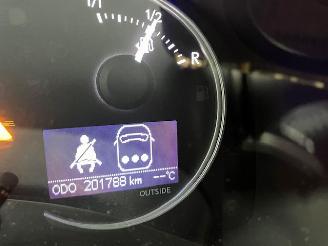 1/1
1/2
R
ODO 201788 km --°C
OUTSIDE